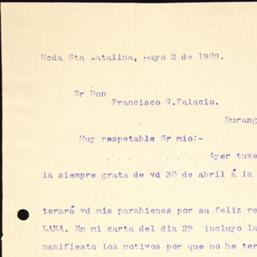 Hcda Sta Catalina, mayo 2 de 1909.
Sr Don
Francisco G.Palacio.
Durang
Muy respetable Sr mio:-
Ayer tuve
la siempre grata de vd 30 de abril á la
terará vd mis parabienes por su feliz re
LANA. En mi carta del dia 29 incluyo la
manifiesto los motivos por que no he ter